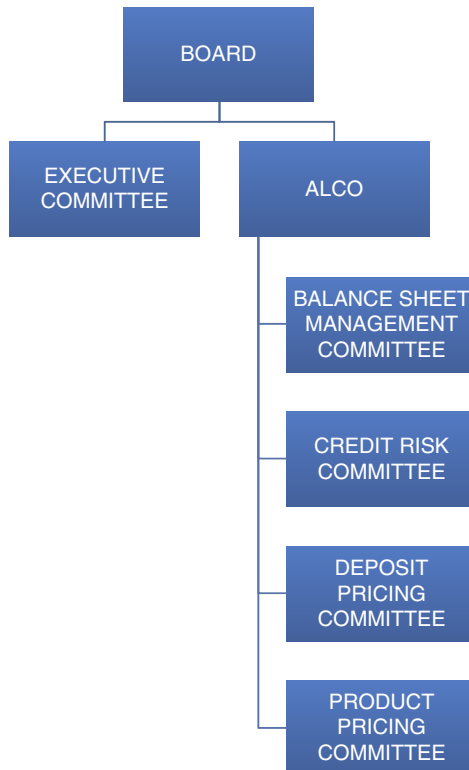 BOARD
EXECUTIVE
COMMITTEE
ALCO
BALANCE SHEET
MANAGEMENT
COMMITTEE
CREDIT RISK
COMMITTEE
DEPOSIT
PRICING
COMMITTEE
PRODUCT
PRICING
COMMITTEE